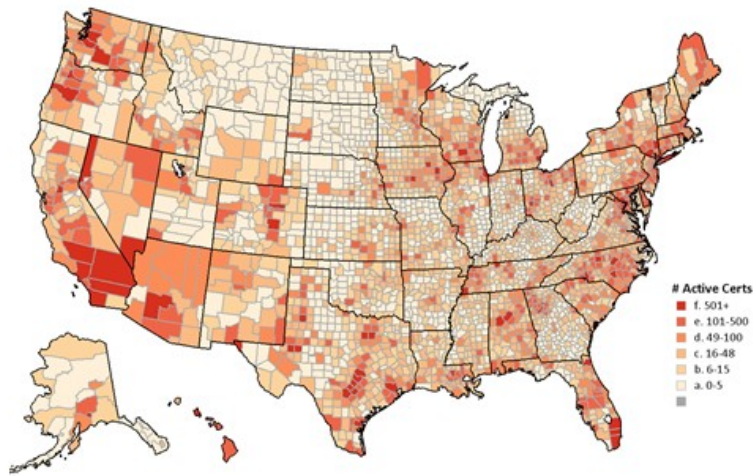 # Active Certs
f. 501+
e. 101-500
d. 49-100
c. 16-48
b. 6-15
a. 0-5